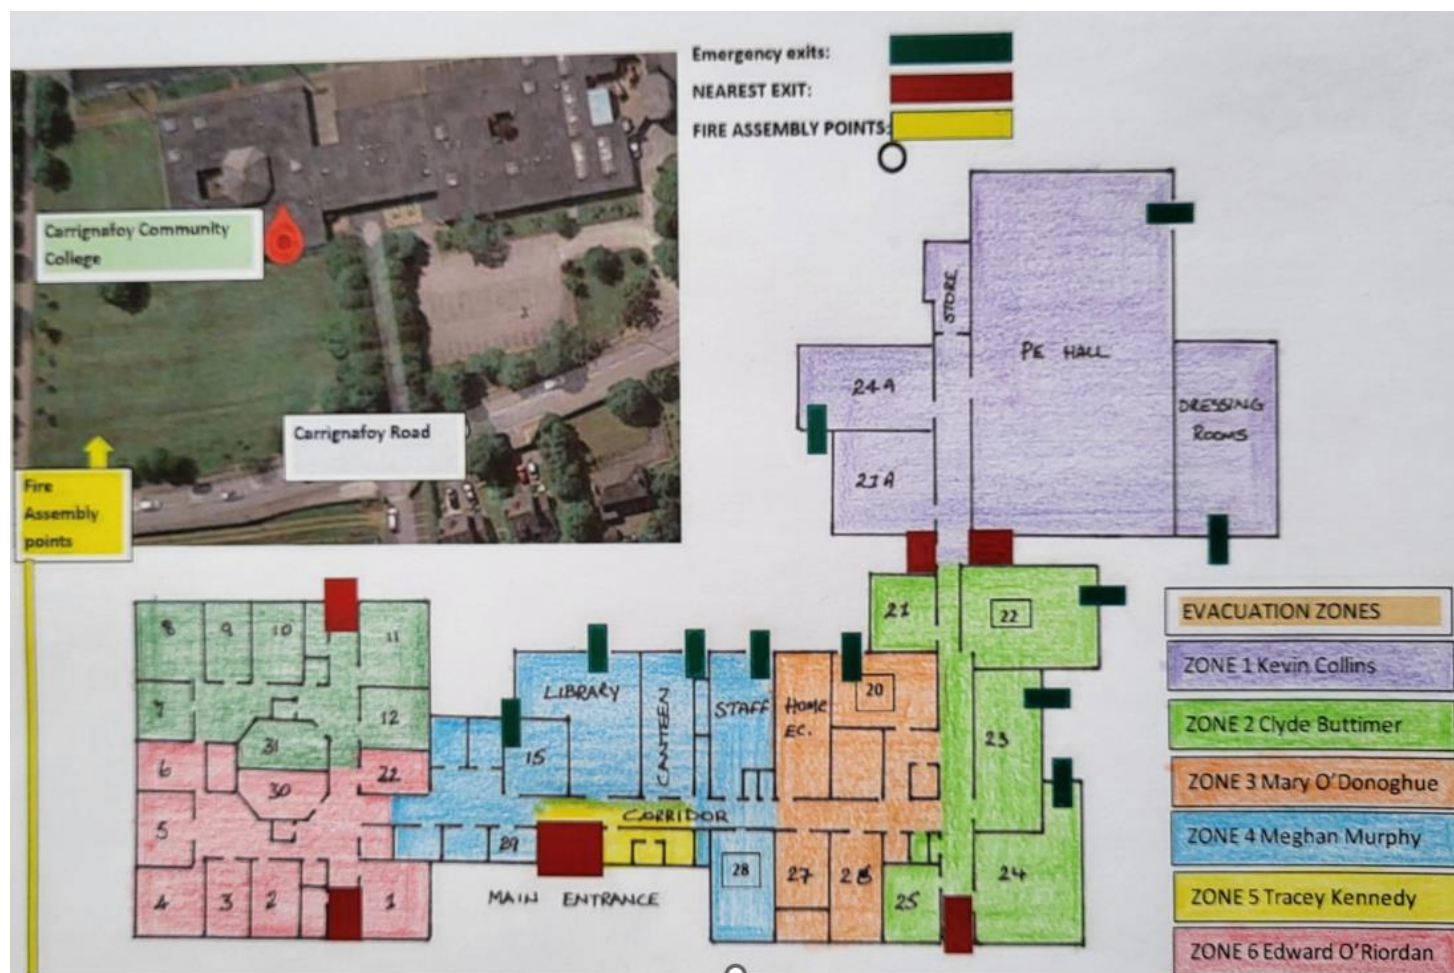 Emergency exits:
NEAREST EXIT:
FIRE ASSEMBLY POINTS:
Carrignafoy Community
College
Carrignafoy Road
Fire
Assembly
points
STORE
PE HALL
24A
DRESSING
ROOMS
21A
21
22
8
9
10
11
7
12
31
6
30
22
5
4
3
2
1
LIBRARY
CANTEEN
STAFF
HOME
EC.
20
15
23
CORRIDOR
29
28
27
25
24
MAIN ENTRANCE
EVACUATION ZONES
ZONE 1 Kevin Collins
ZONE 2 Clyde Buttimer
ZONE 3 Mary O'Donoghue
ZONE 4 Meghan Murphy
ZONE 5 Tracey Kennedy
ZONE 6 Edward O'Riordan